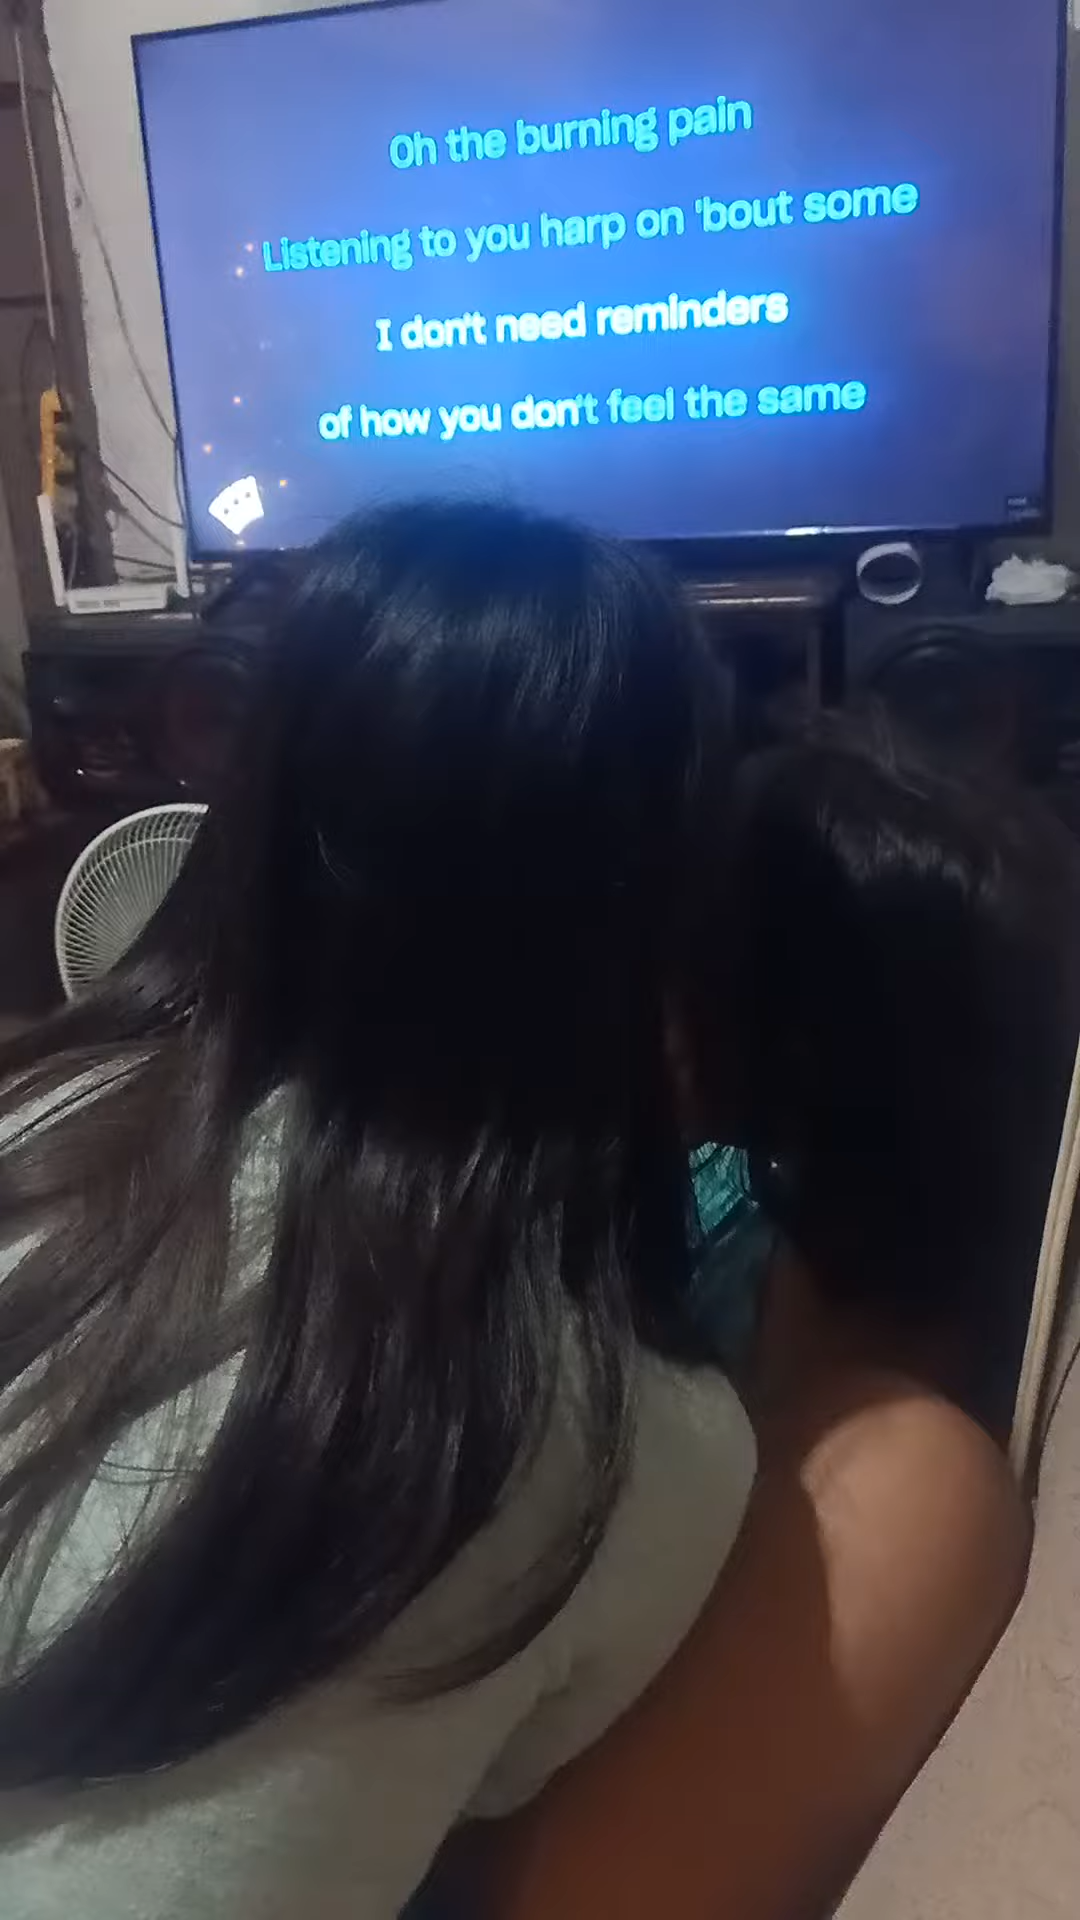 Oh the burning pain
Listening to you harp on 'bout some
I don't need reminders
of how you don't feel the same